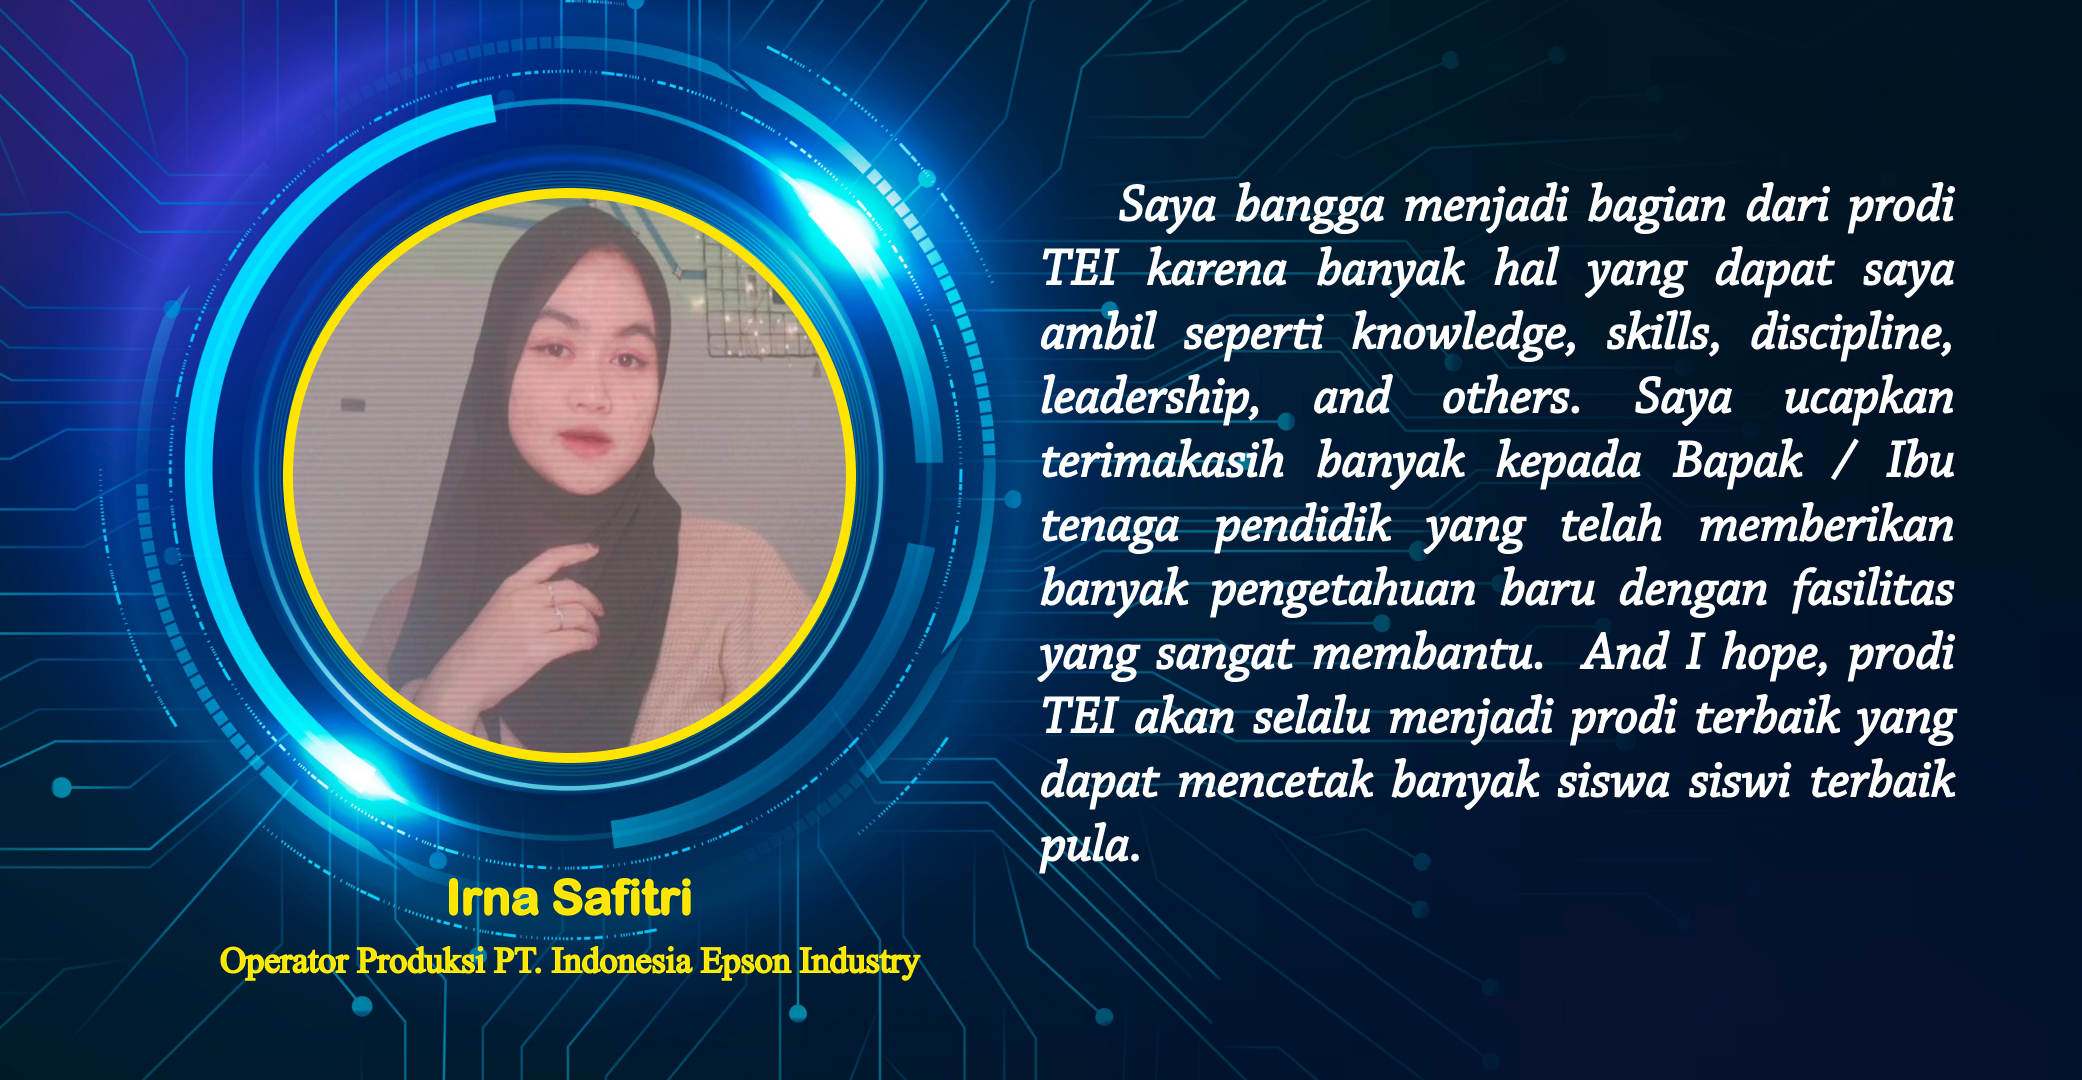 Saya bangga menjadi bagian dari prodi
TEI karena banyak hal yang dapat saya
ambil seperti knowledge, skills, discipline,
leadership, and others. Saya ucapkan
terimakasih banyak kepada Bapak / Ibu
tenaga pendidik yang telah memberikan
banyak pengetahuan baru dengan fasilitas
yang sangat membantu. And I hope, prodi
TEI akan selalu menjadi prodi terbaik yang
dapat mencetak banyak siswa siswi terbaik
pula.
Irna Safitri
Operator Produksi PT. Indonesia Epson Industry